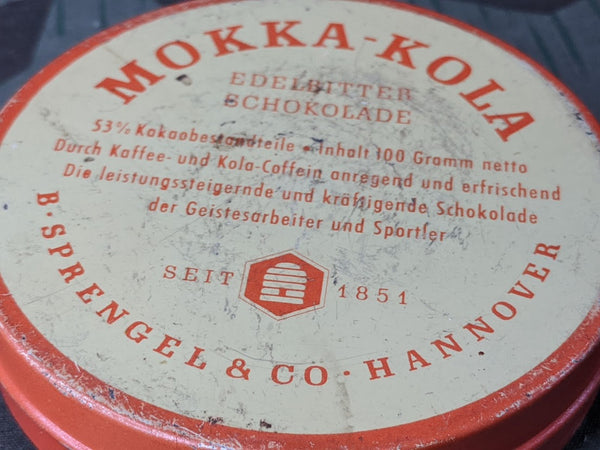 MOKKA-KOLA
EDELBITTER
SCHOKOLADE
53% Kakaobestandteile • Inhalt 100 Gramm netto
Durch Kaffee- und Kola-Coffein anregend und erfrischend
Die leistungssteigernde und kräftigende Schokolade
der Geistesarbeiter und Sportler
SEIT 1851
B. SPRENGEL & CO · HANNOVER